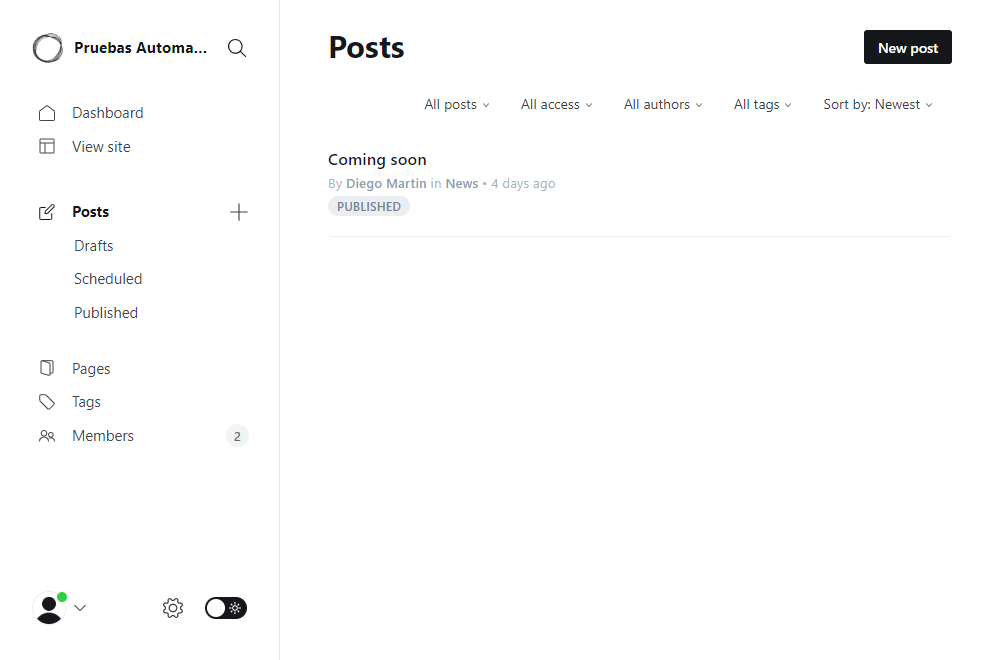 Pruebas Automa...
Dashboard
View site
Posts
Drafts
Scheduled
Published
Pages
Tags
Members 2
Posts
New post
All posts All access All authors All tags Sort by: Newest
Coming soon
By Diego Martin in News • 4 days ago
PUBLISHED